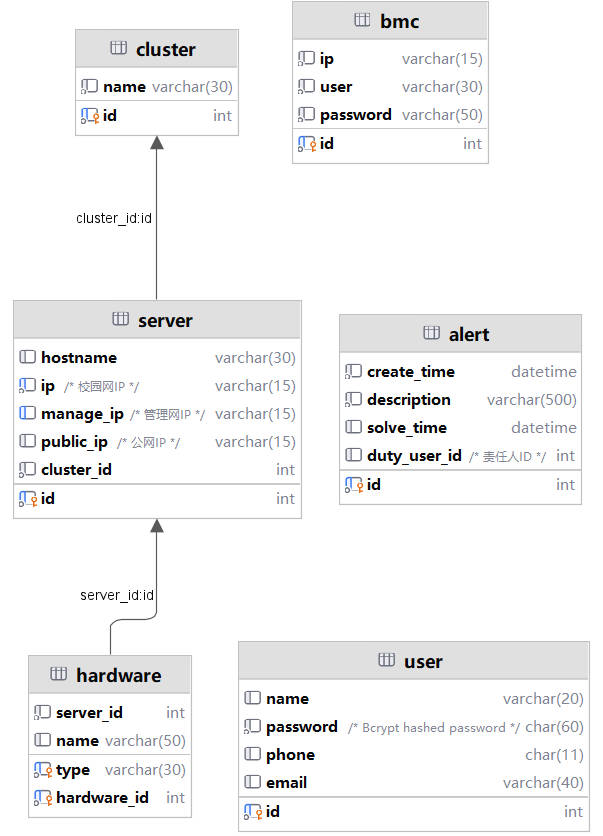 cluster
name varchar(30)
id int
bmc
ip varchar(15)
user varchar(30)
password varchar(50)
id int
cluster_id:id
server
hostname varchar(30)
ip /* 校园网IP */ varchar(15)
manage_ip /* 管理网IP */ varchar(15)
public_ip /* 公网IP */ varchar(15)
cluster_id int
id int
alert
create_time datetime
description varchar(500)
solve_time datetime
duty_user_id /* 责任人ID */ int
id int
server_id:id
hardware
server_id int
name varchar(50)
type varchar(30)
hardware_id int
user
name varchar(20)
password /* Bcrypt hashed password */ char(60)
phone char(11)
email varchar(40)
id int